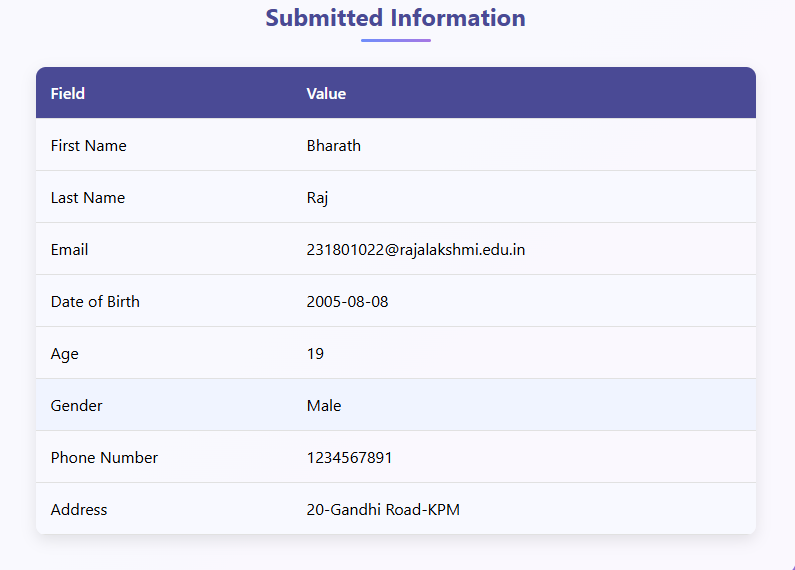 Submitted Information
Field Value
First Name Bharath
Last Name Raj
Email 231801022@rajalakshmi.edu.in
Date of Birth 2005-08-08
Age 19
Gender Male
Phone Number 1234567891
Address 20-Gandhi Road-KPM